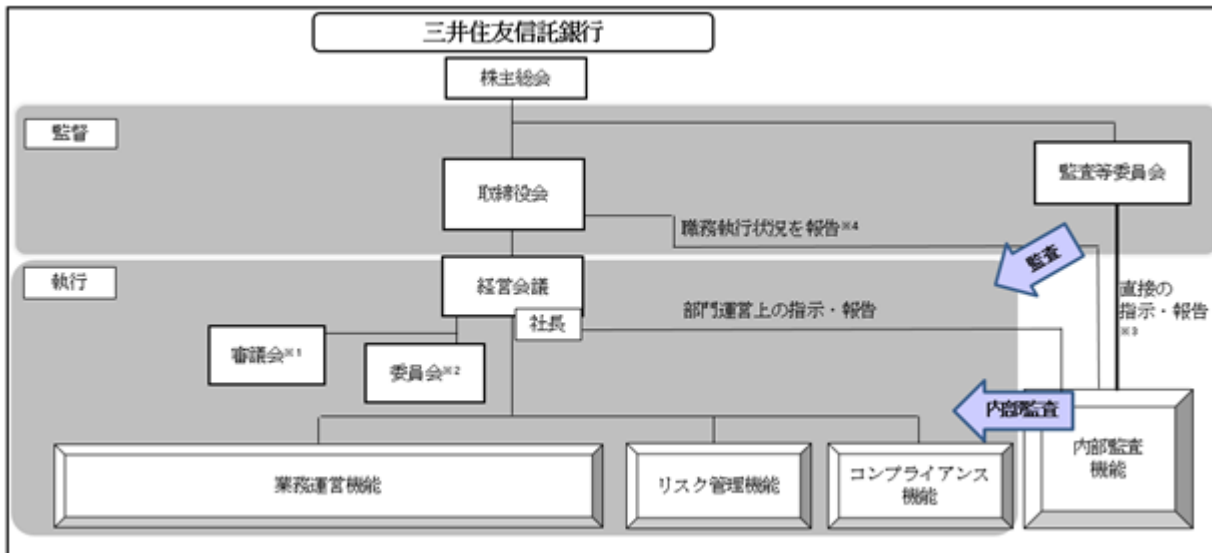 三井住友信託銀行
株主総会
監督
取締役会
監査等委員会
職務執行状況を報告※4
監査
執行
経営会議
社長
部門運営上の指示・報告
直接の
指示・報告
※3
審議会※1
委員会※2
内部監査
業務運営機能
リスク管理機能
コンプライアンス
機能
内部監査
機能